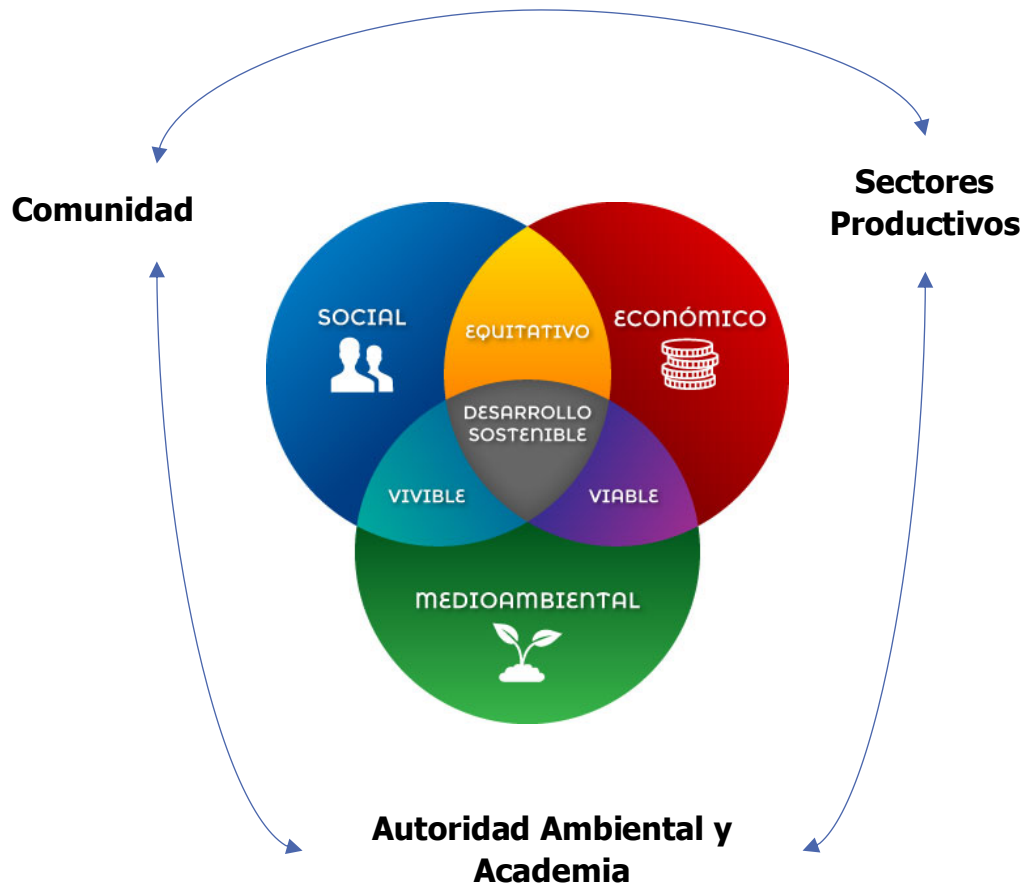 Comunidad
Sectores
Productivos
SOCIAL
EQUITATIVO
ECONÓMICO
DESARROLLO
SOSTENIBLE
VIVIBLE
VIABLE
MEDIOAMBIENTAL
Autoridad Ambiental y
Academia